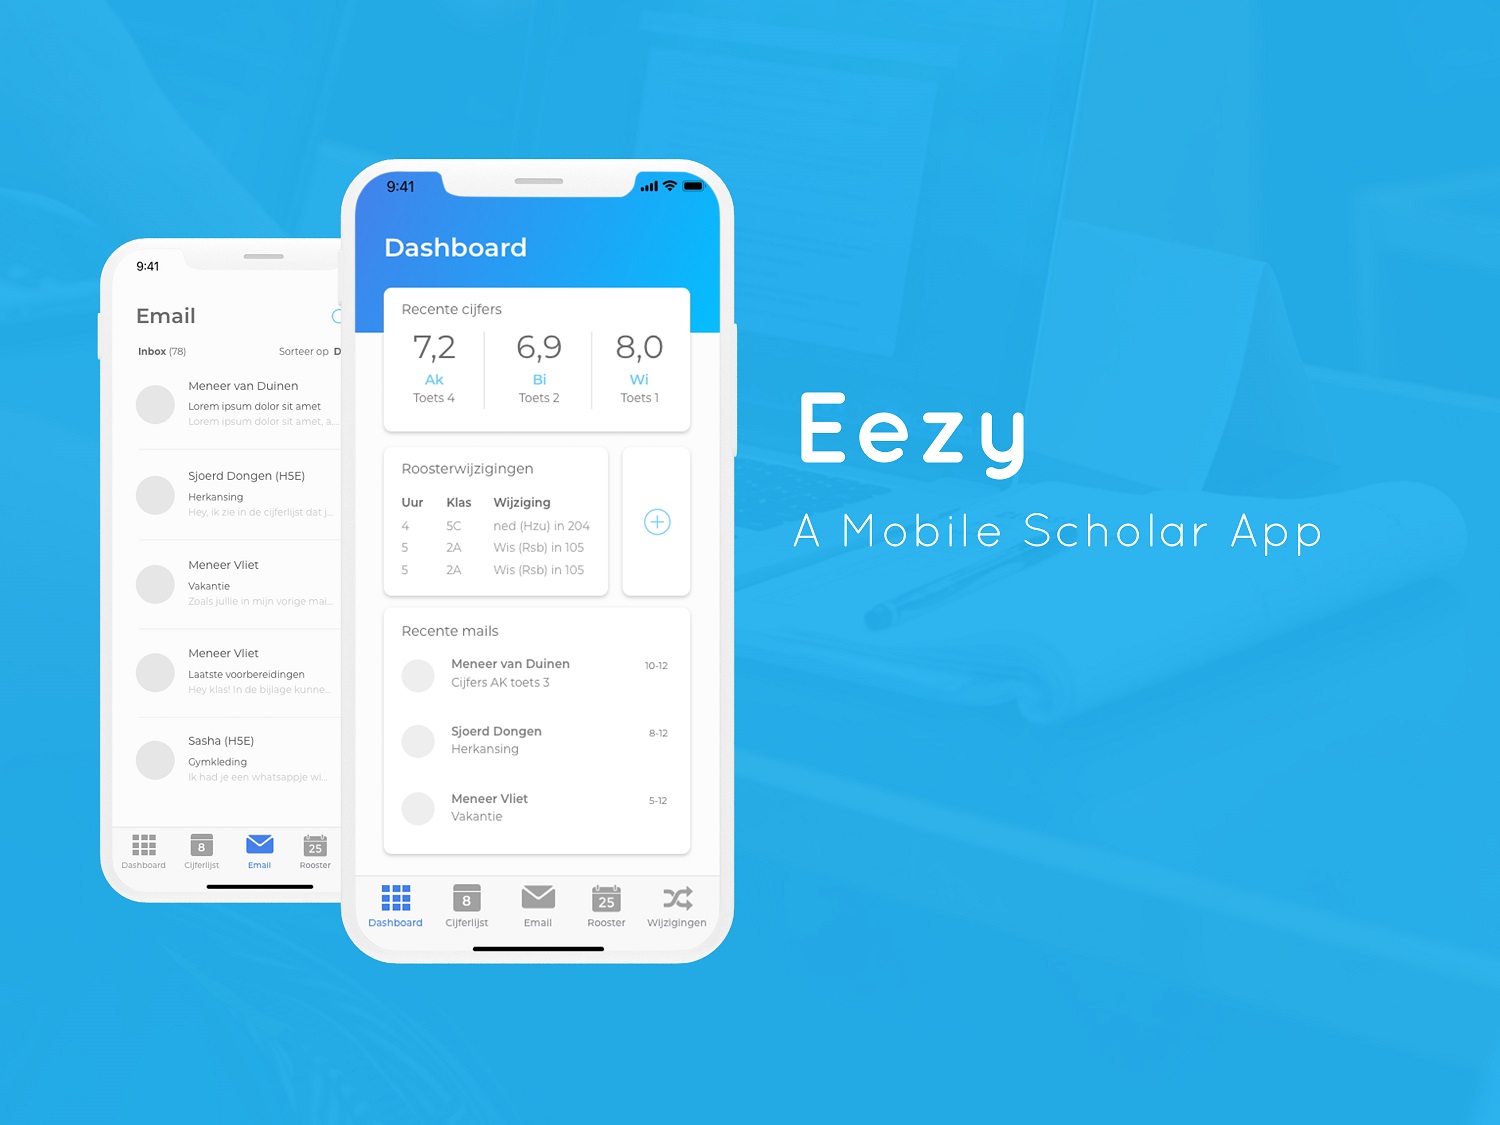 9:41
Email
Inbox (78)
Sorteer op D
Meneer van Duinen
Lorem ipsum dolor sit amet
Lorem ipsum dolor sit amet, a...
Sjoerd Dongen (H5E)
Herkansing
Hey, ik zie in de cijferlijst dat j...
Meneer Vliet
Vakantie
Zoals jullie in mijn vorige mai...
Meneer Vliet
Laatste voorbereidingen
Hey klas! In de bijlage kunne...
Sasha (H5E)
Gymkleding
Ik had je een whatsappje wi...
8
25
Dashboard
Cijferlijst
Email
Rooster
9:41
Dashboard
Recente cijfers
7,2 6,9 8,0
Ak Bi Wi
Toets 4 Toets 2 Toets 1
Roosterwijzigingen
Uur Klas Wijziging
4 5C ned (Hzu) in 204
5 2A Wis (Rsb) in 105
5 2A Wis (Rsb) in 105
Recente mails
Meneer van Duinen 10-12
Cijfers AK toets 3
Sjoerd Dongen 8-12
Herkansing
Meneer Vliet 5-12
Vakantie
8
25
Dashboard
Cijferlijst
Email
Rooster
Wijzigingen
Eezy
A Mobile Scholar App